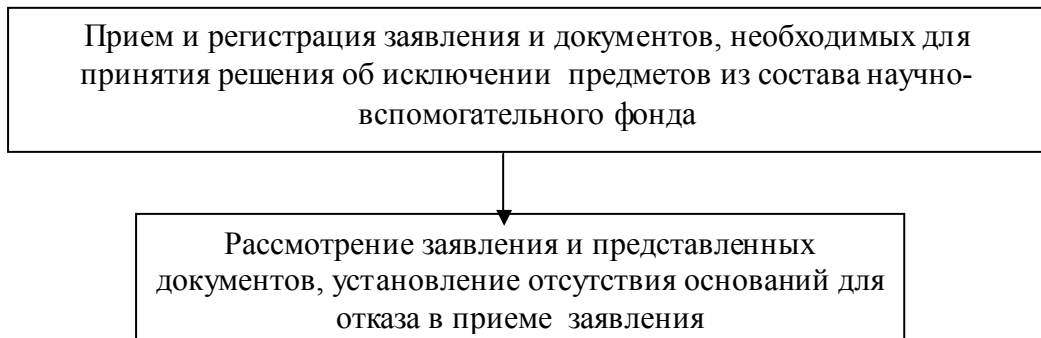 Прием и регистрация заявления и документов, необходимых для
принятия решения об исключении предметов из состава научно-
вспомогательного фонда
Рассмотрение заявления и представленных
документов, установление отсутствия оснований для
отказа в приеме заявления